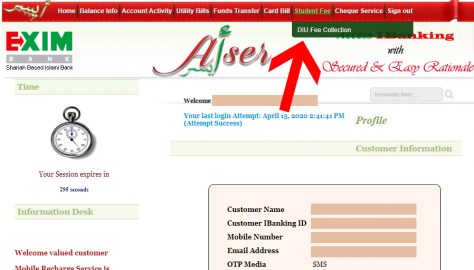 Home Balance Info Account Activity Utility Bills Funds Transfer Card Bill Student Fee Cheque Service Sign out
DIU Fee Collection
EXIM
BANK
Shariah Based Islami Bank
Aiser
IBanking
with
Secured & Easy Rationale
Time
Your Session expires in
295 seconds
Information Desk
Welcome valued customer
Mobile Recharge Service is
Welcome
Your last login Attempt: April 15, 2020 2:41:41 PM
(Attempt Success)
keywords here ..
Profile
Customer Information
Customer Name
Customer IBanking ID
Mobile Number
Email Address
OTP Media SMS